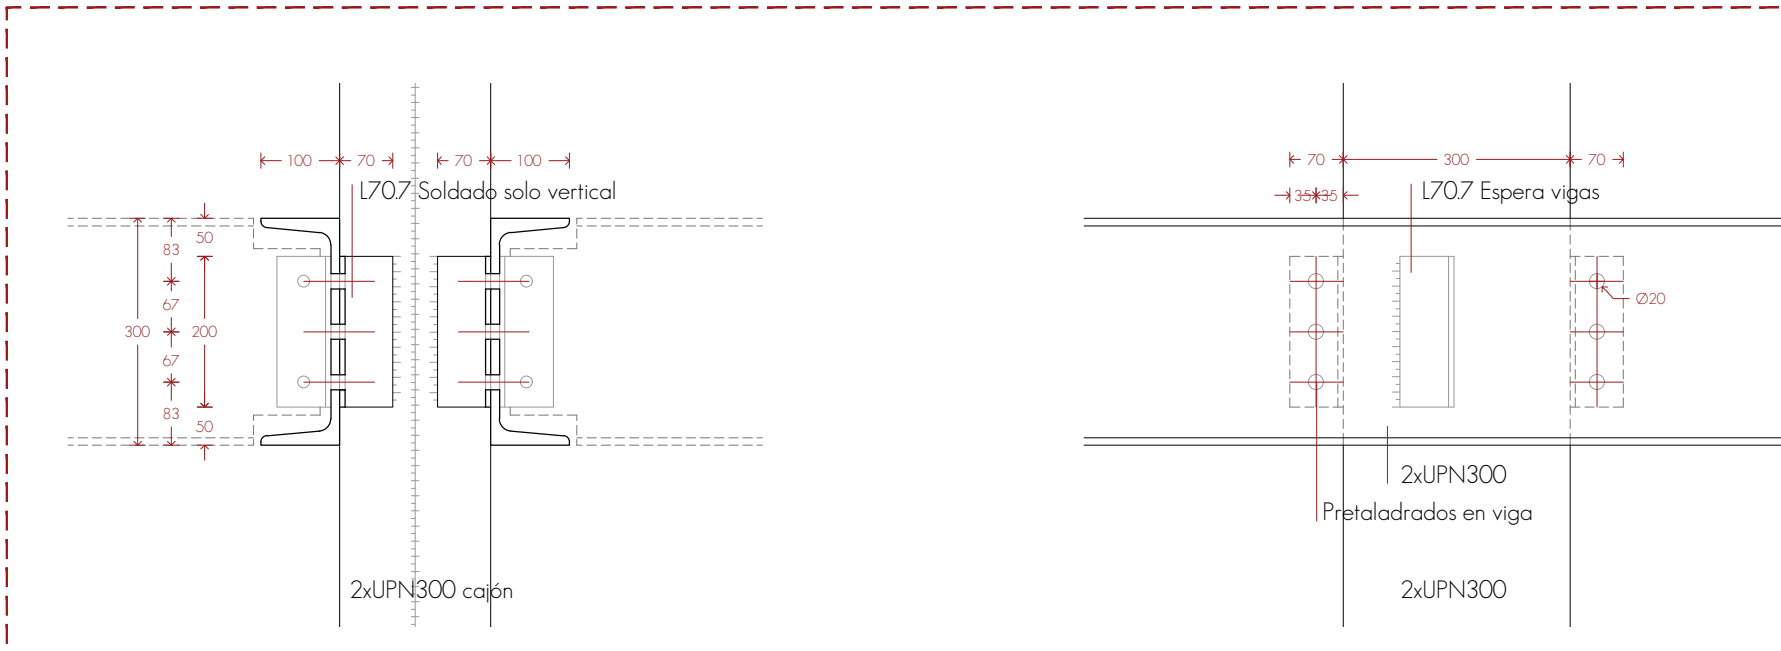 100
70
70
100
L70.7 Soldado solo vertical
50
83
67
300
200
67
83
50
2xUPN300 cajón
70
300
70
35
35
L70.7 Espera vigas
Ø20
2xUPN300
Pretaladrados en viga
2xUPN300